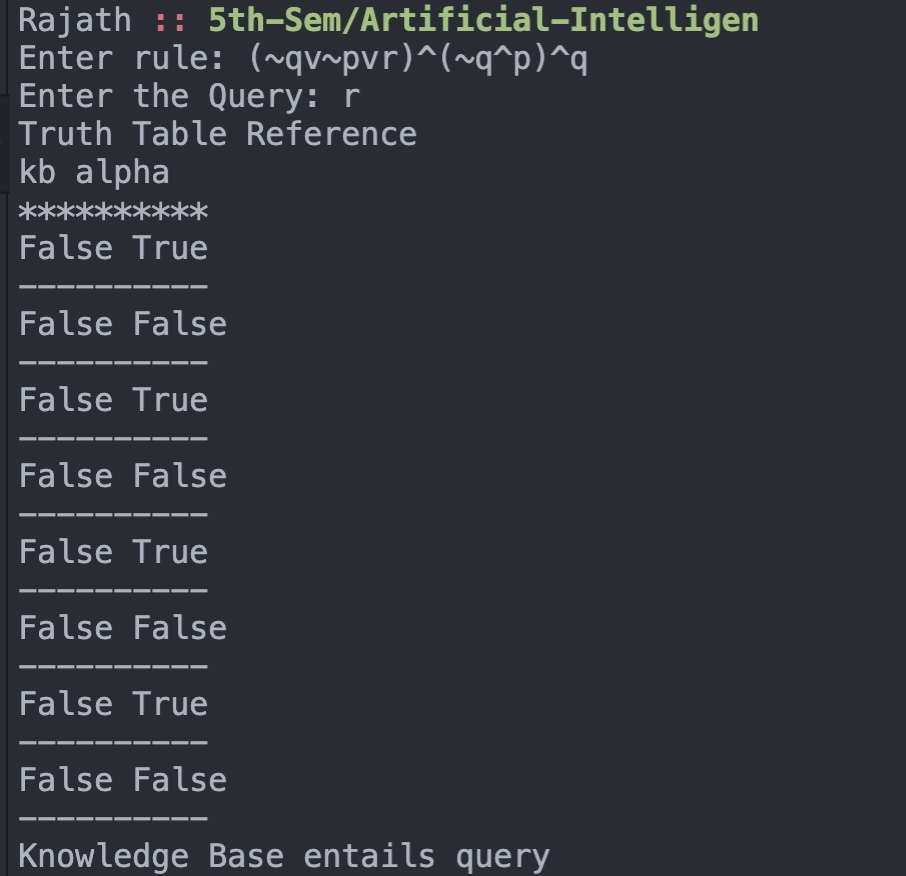 Rajath :: 5th-Sem/Artificial-Intelligen
Enter rule: (~qv~pvr)^(~q^p)^q
Enter the Query: r
Truth Table Reference
kb alpha
**********
False True
----------
False False
----------
False True
----------
False False
----------
False True
----------
False False
----------
False True
----------
False False
----------
Knowledge Base entails query